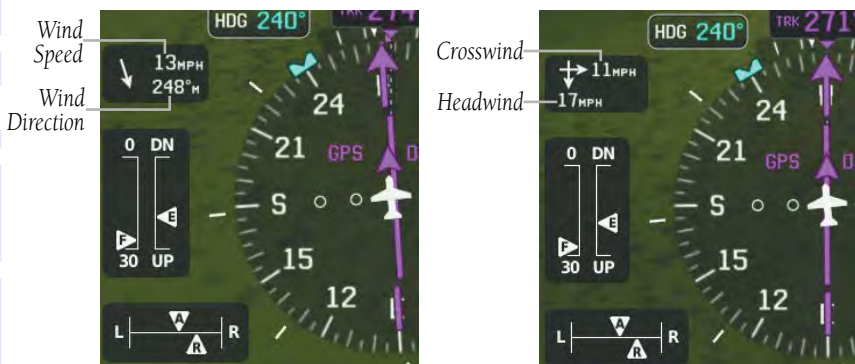 Wind
Speed
Wind
Direction
HDG 240°
TRK 274
13MPH
248°M
24
21
GPS
S
15
12
0 DN
E
F
30 UP
L A R
R
Crosswind
Headwind
HDG 240°
TRK 271°
11MPH
17MPH
24
21
GPS
S
15
12
0 DN
E
F
30 UP
L A R
R